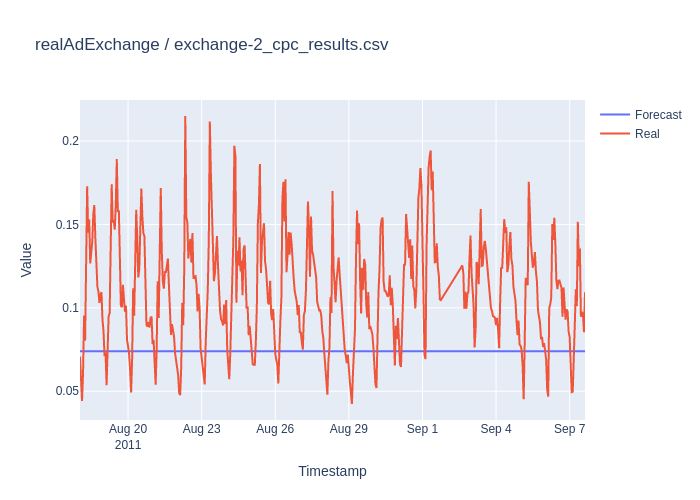 realAdExchange / exchange-2_cpc_results.csv
Forecast
Real
Value
0.2
0.15
0.1
0.05
Aug 20
2011
Aug 23
Aug 26
Aug 29
Sep 1
Sep 4
Sep 7
Timestamp